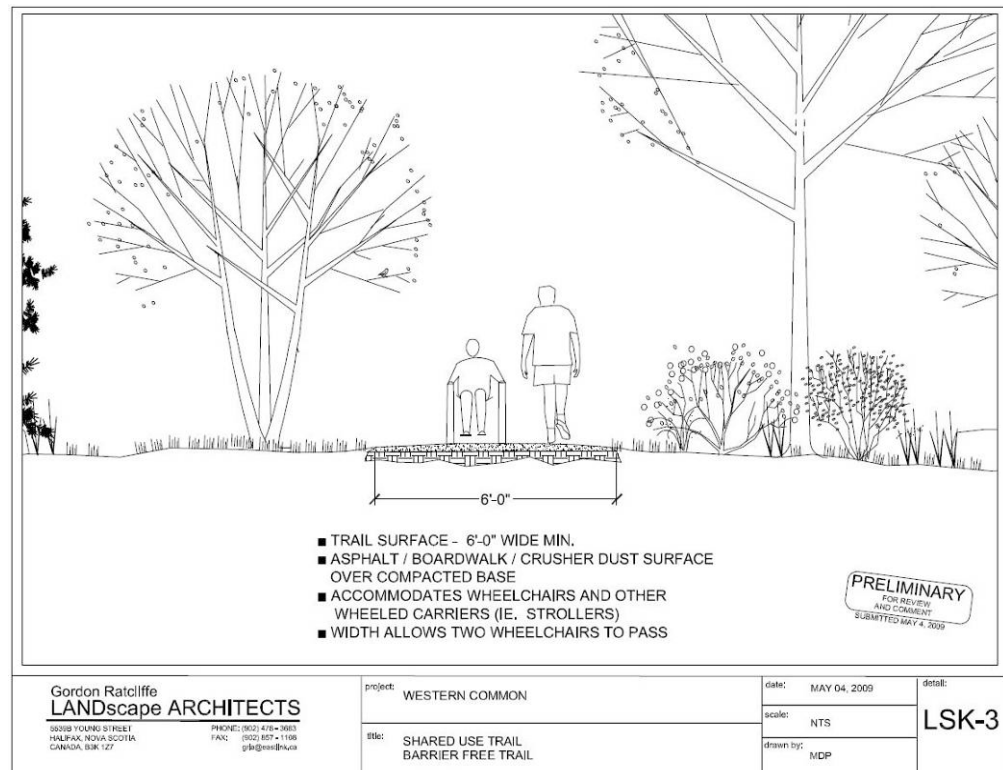 6'-0"
■ TRAIL SURFACE - 6'-0" WIDE MIN.
■ ASPHALT / BOARDWALK / CRUSHER DUST SURFACE
OVER COMPACTED BASE
■ ACCOMMODATES WHEELCHAIRS AND OTHER
WHEELED CARRIERS (IE. STROLLERS)
■ WIDTH ALLOWS TWO WHEELCHAIRS TO PASS
PRELIMINARY
FOR REVIEW
AND COMMENT
SUBMITTED MAY 4, 2009
Gordon Ratcliffe
LANDscape ARCHITECTS
HALIFAX, NOVA SCOTIA
CANADA, B3K 1Z7
YOUNG STREET
PHONE: (902) 476-3663
FAX: (902) 857-1108
project: WESTERN COMMON
title: SHARED USE TRAIL
BARRIER FREE TRAIL
date: MAY 04, 2009
scale: NTS
drawn by: MDP
detail:
LSK-3